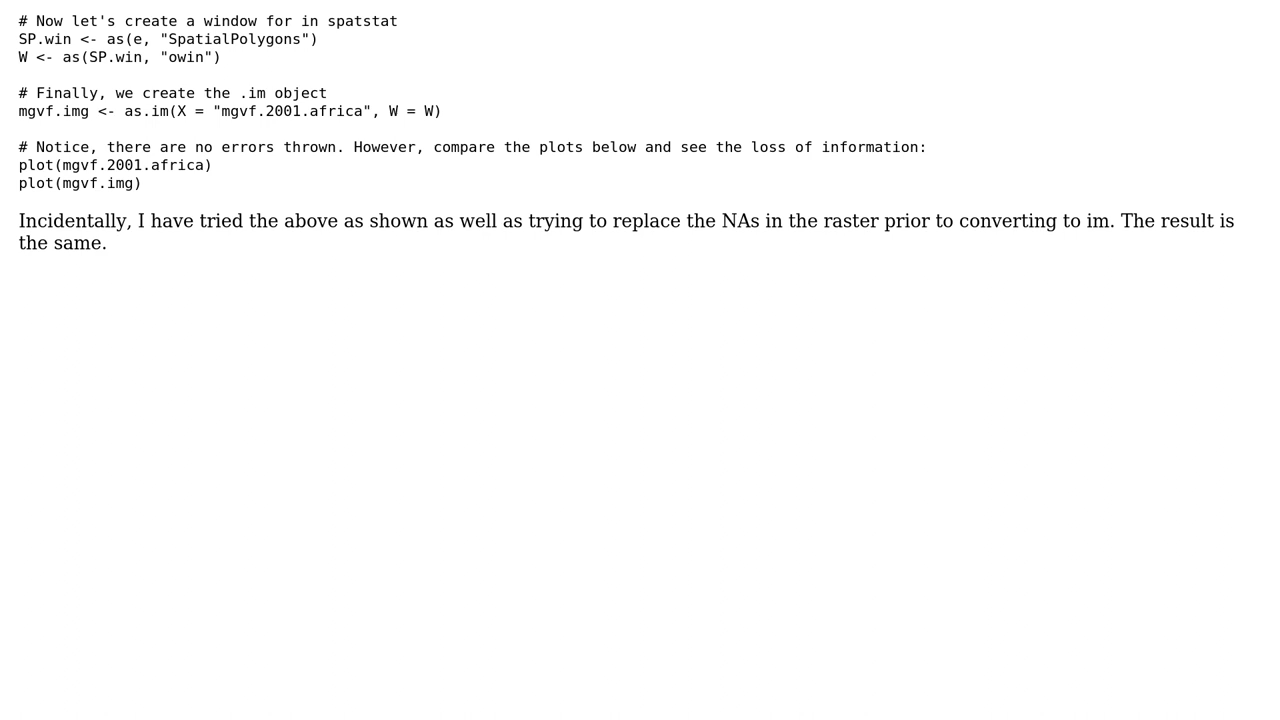 # Now let's create a window for in spatstat
SP.win <- as(e, "SpatialPolygons")
W <- as(SP.win, "owin")

# Finally, we create the .im object
mgvf.img <- as.im(X = "mgvf.2001.africa", W = W)

# Notice, there are no errors thrown. However, compare the plots below and see the loss of information:
plot(mgvf.2001.africa)
plot(mgvf.img)

Incidentally, I have tried the above as shown as well as trying to replace the NAs in the raster prior to converting to im. The result is
the same.